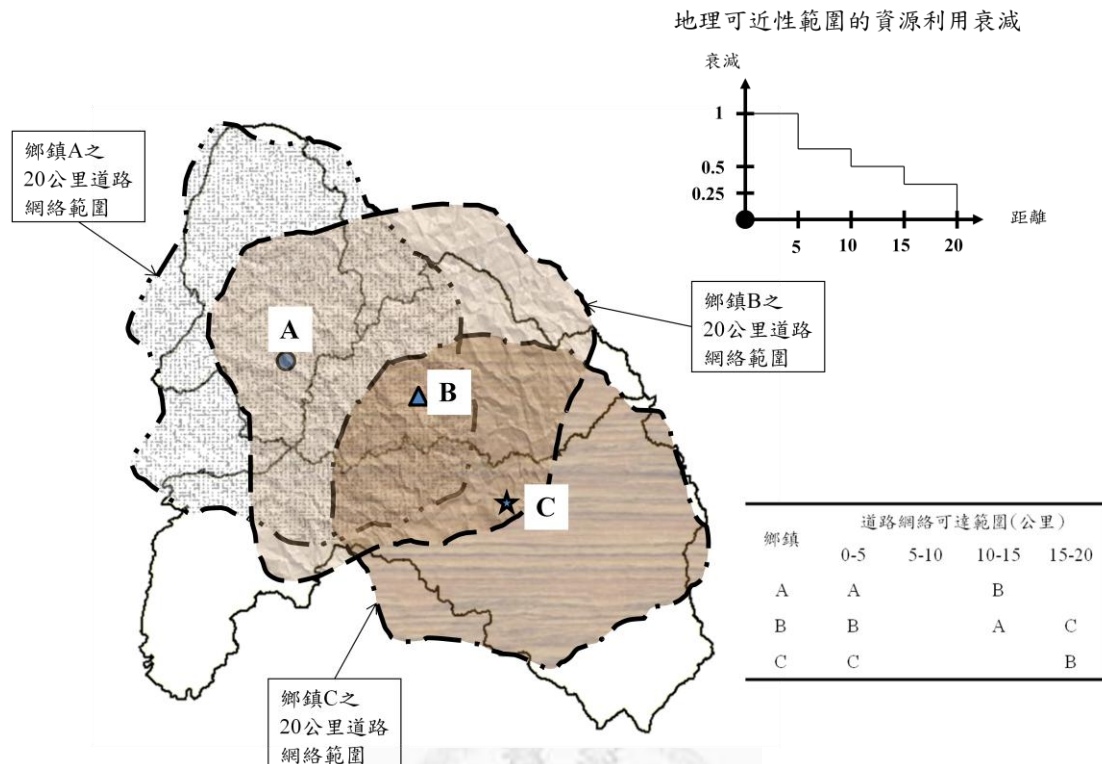 地理可近性範圍的資源利用衰減
衰減
1
0.5
0.25
5 10 15 20
距離
鄉鎮A之
20公里道路
網絡範圍
鄉鎮B之
20公里道路
網絡範圍
A
B
C
鄉鎮C之
20公里道路
網絡範圍
鄉鎮 道路網絡可達範圍(公里)
0-5 5-10 10-15 15-20
A A B
B B A C
C C B